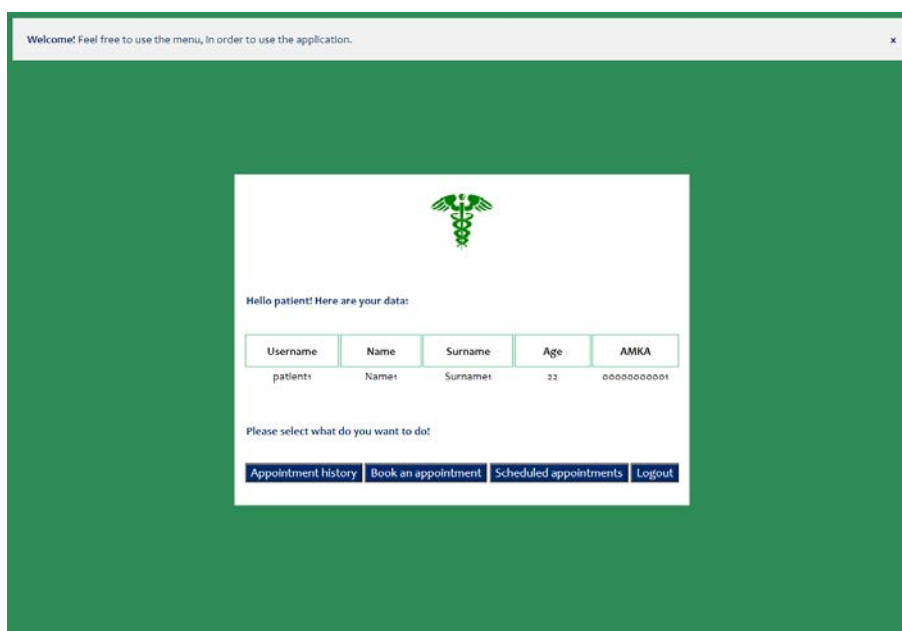 Welcome! Feel free to use the menu, in order to use the application. x
Hello patient! Here are your data:
Username Name Surname Age AMKA
patient1 Name1 Surname1 22 00000000001
Please select what do you want to do!
Appointment history Book an appointment Scheduled appointments Logout